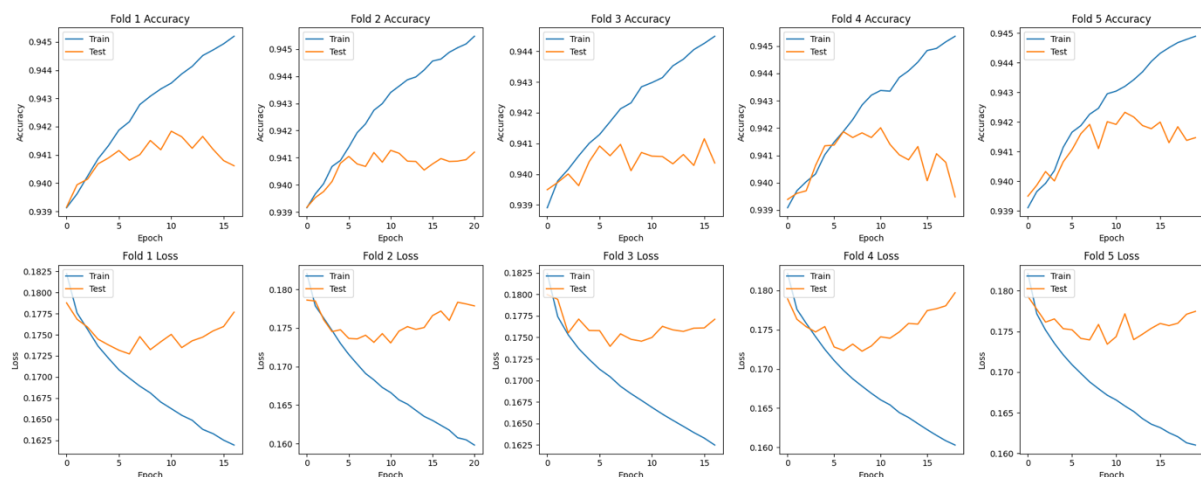 Fold 1 Accuracy
Train
Test
Accuracy
0.945
0.944
0.943
0.942
0.941
0.940
0.939
0
5
10
15
Epoch
Fold 2 Accuracy
Train
Test
Accuracy
0.945
0.944
0.943
0.942
0.941
0.940
0.939
0
5
10
15
20
Epoch
Fold 3 Accuracy
Train
Test
Accuracy
0.944
0.943
0.942
0.941
0.940
0.939
0
5
10
15
Epoch
Fold 4 Accuracy
Train
Test
Accuracy
0.945
0.944
0.943
0.942
0.941
0.940
0.939
0
5
10
15
Epoch
Fold 5 Accuracy
Train
Test
Accuracy
0.945
0.944
0.943
0.942
0.941
0.940
0.939
0
5
10
15
Epoch
Fold 1 Loss
Train
Test
Loss
0.1825
0.1800
0.1775
0.1750
0.1725
0.1700
0.1675
0.1650
0.1625
0
5
10
15
Epoch
Fold 2 Loss
Train
Test
Loss
0.180
0.175
0.170
0.165
0.160
0
5
10
15
20
Epoch
Fold 3 Loss
Train
Test
Loss
0.1825
0.1800
0.1775
0.1750
0.1725
0.1700
0.1675
0.1650
0.1625
0
5
10
15
Epoch
Fold 4 Loss
Train
Test
Loss
0.180
0.175
0.170
0.165
0.160
0
5
10
15
Epoch
Fold 5 Loss
Train
Test
Loss
0.180
0.175
0.170
0.165
0.160
0
5
10
15
Epoch